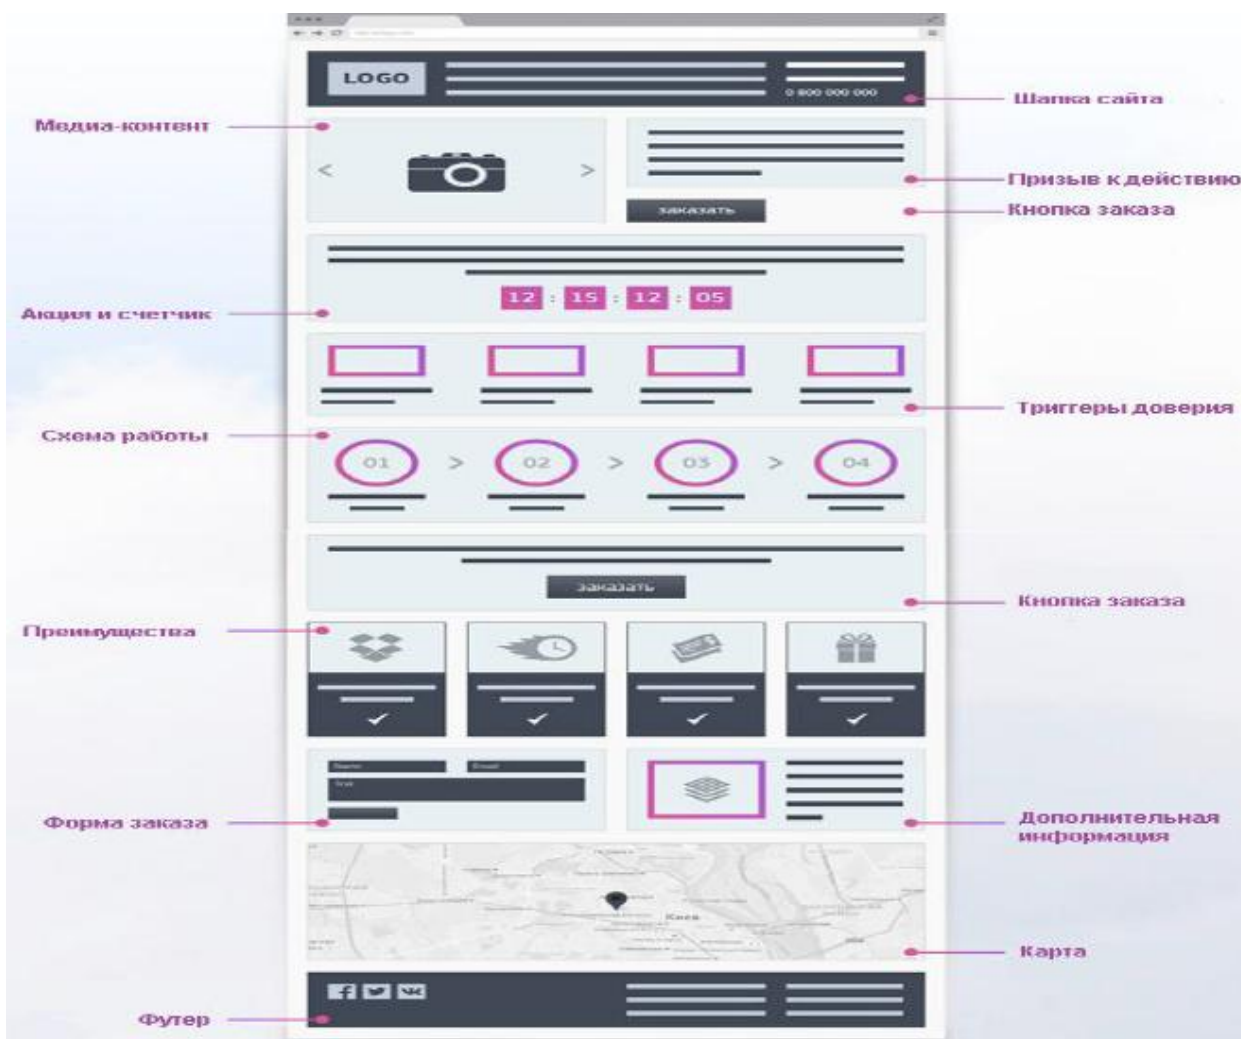 LOGO
0 800 000 000
Шапка сайта
Медиа-контент
Призыв к действию
заказать
Кнопка заказа
12 : 15 : 12 : 05
Акция и счетчик
Триггеры доверия
Схема работы
01 > 02 > 03 > 04
заказать
Кнопка заказа
Преимущества
Name
Email
Форма заказа
Дополнительная
информация
Киев
Карта
Футер